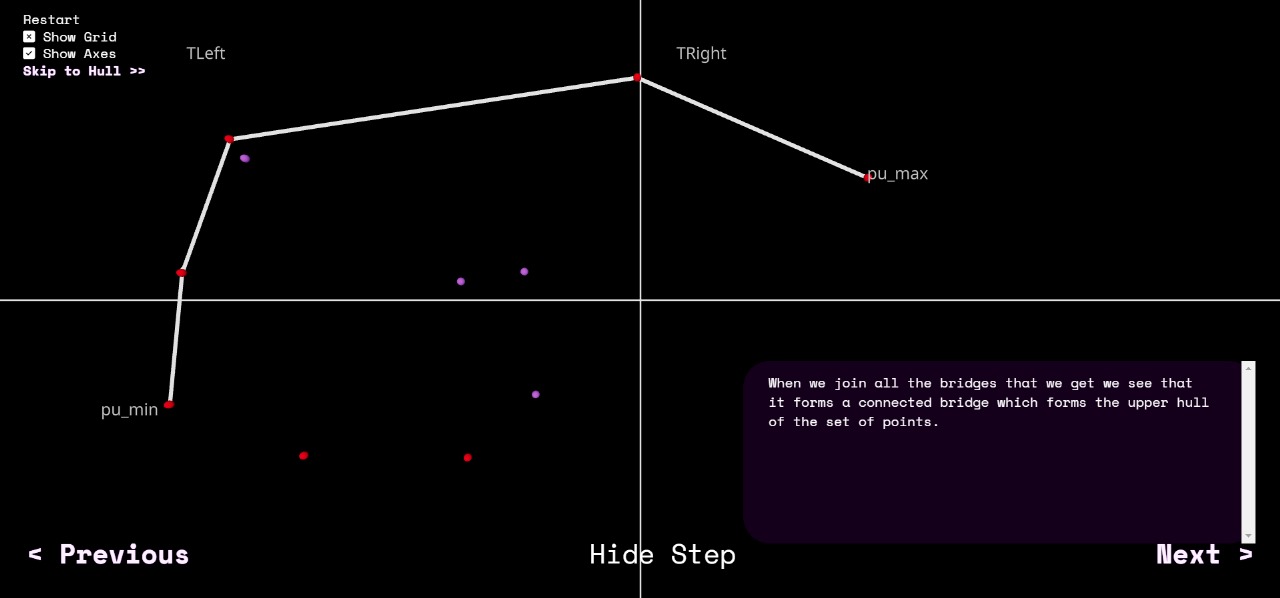 Restart
Show Grid
Show Axes
Skip to Hull >>
TLeft
TRight
pu_max
pu_min
When we join all the bridges that we get we see that
it forms a connected bridge which forms the upper hull
of the set of points.
< Previous
Hide Step
Next >